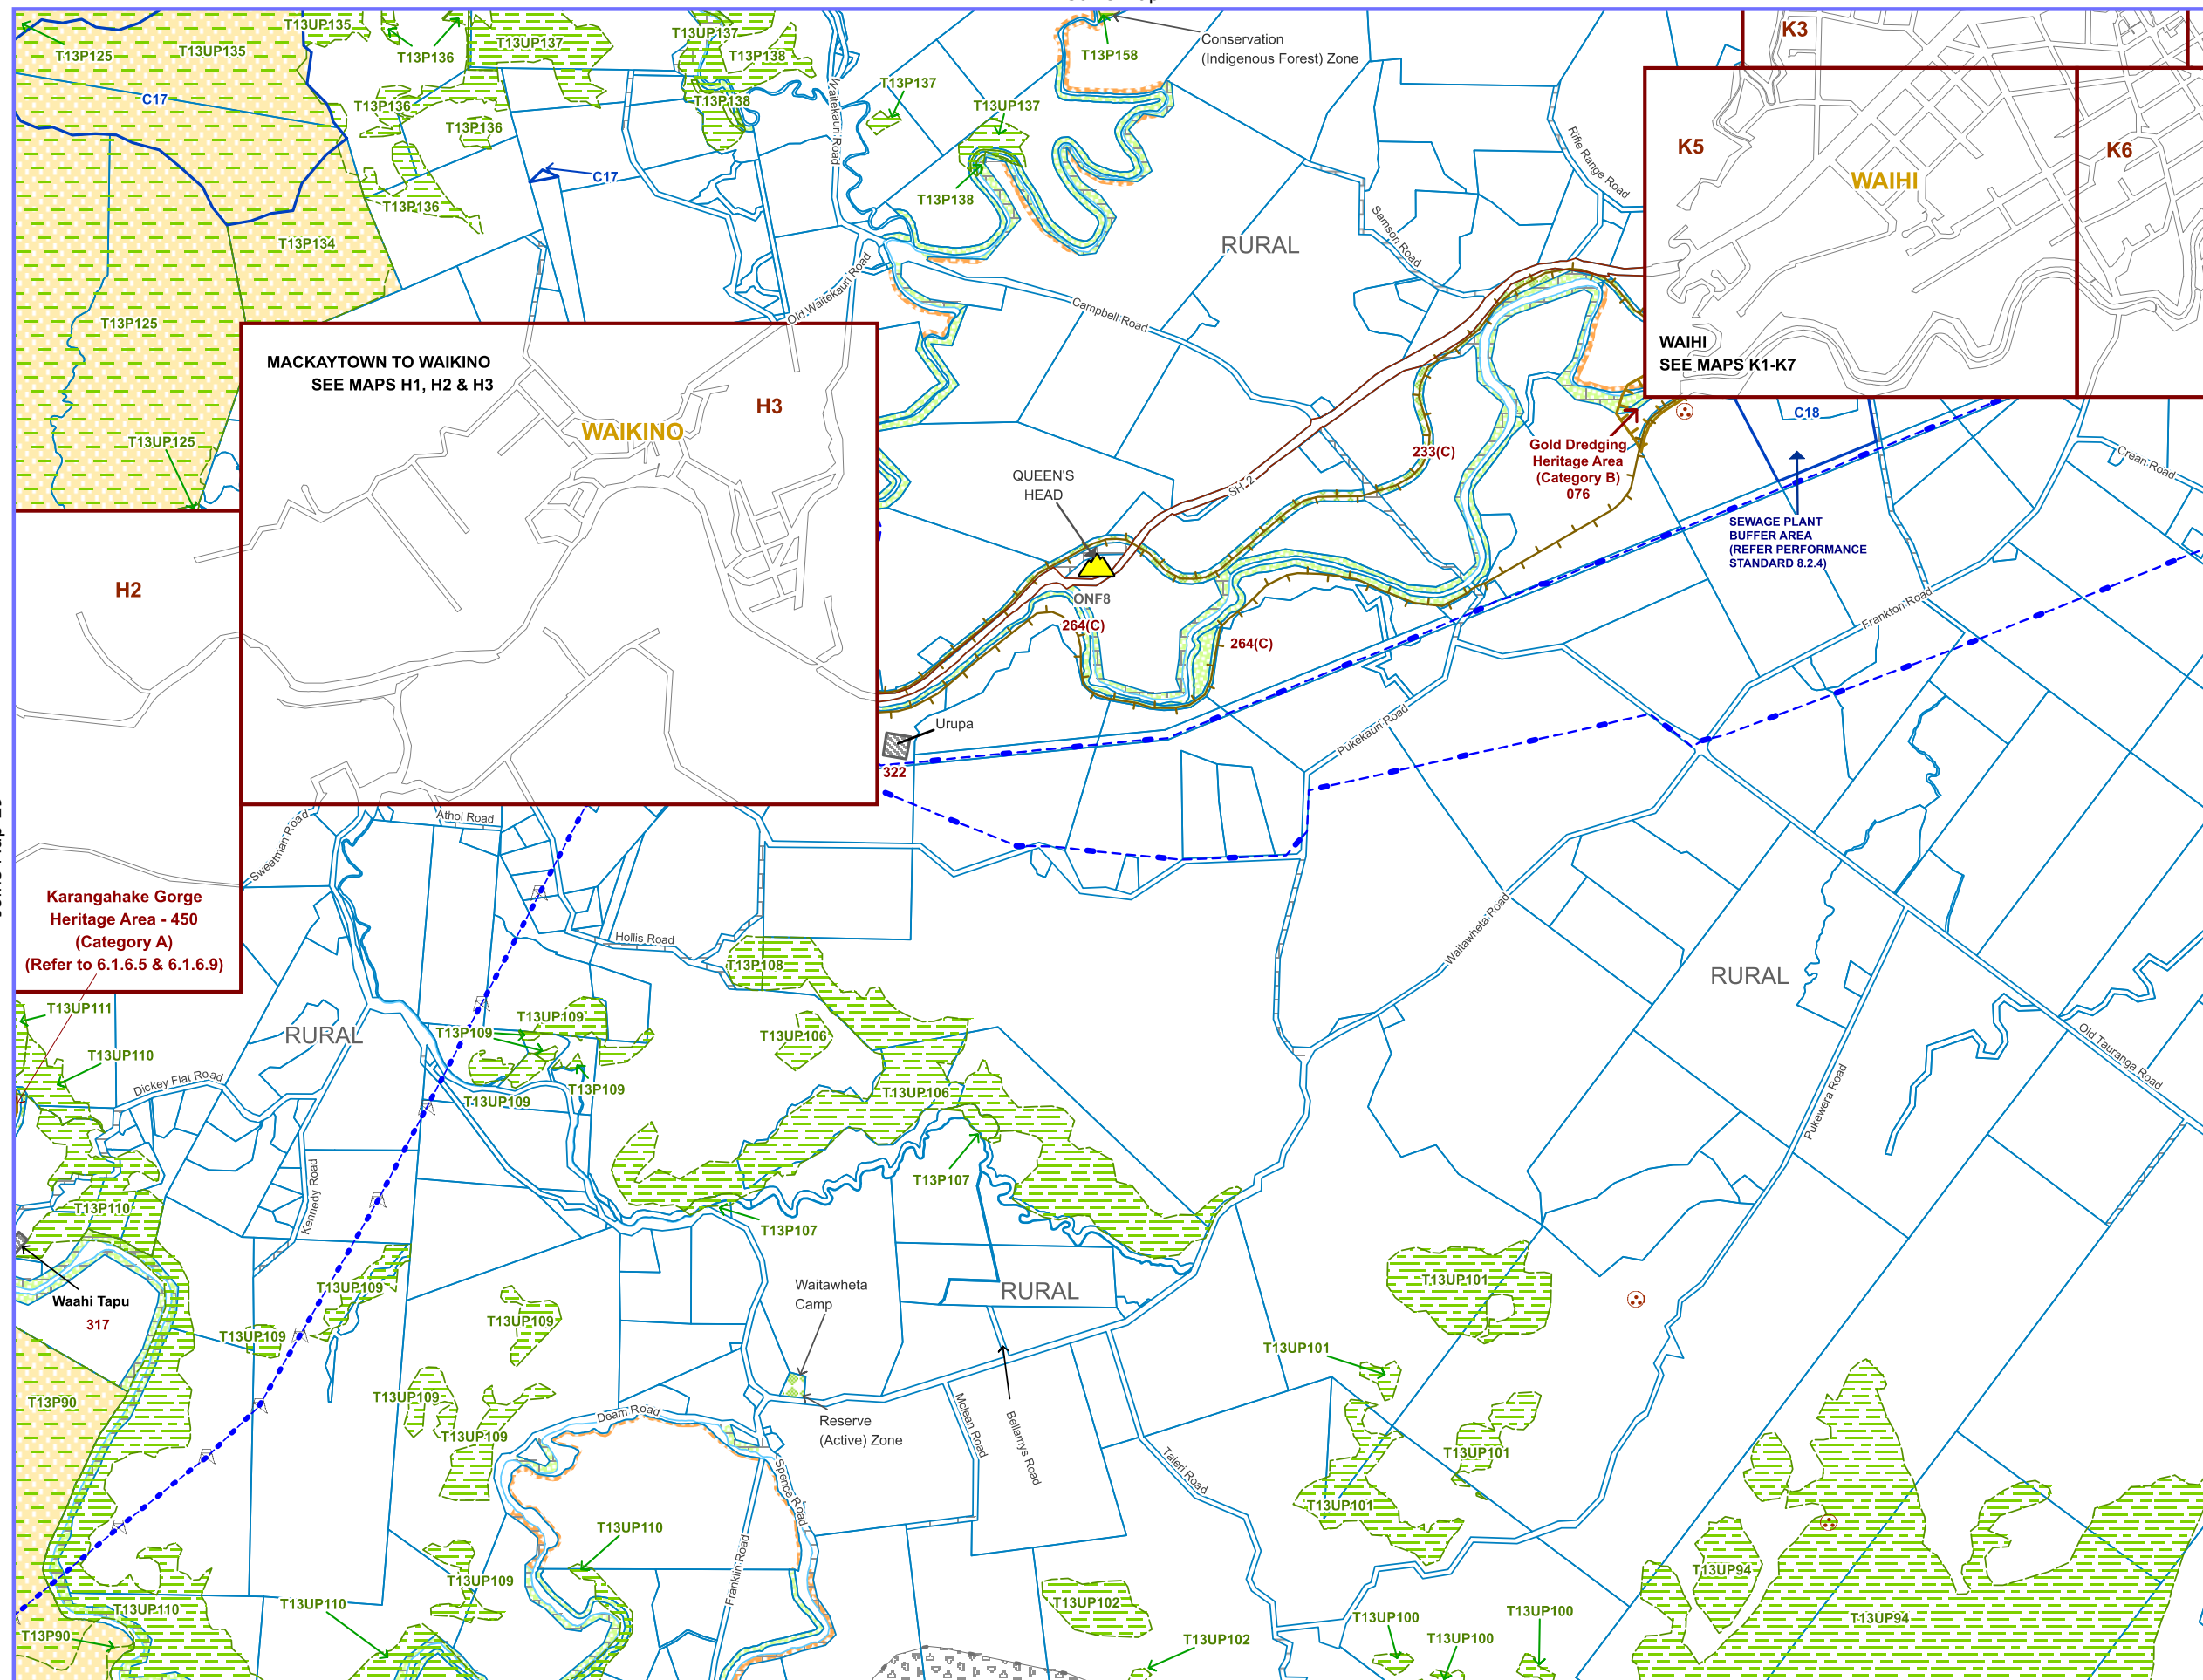 T13UP135
T13P125
T13UP135
T13P136
T13UP137
T13UP137
T13P138
T13P158
Conservation
(Indigenous Forest) Zone
K3
C17
T13P136
T13P138
T13P137
T13UP137
T13P136
Waitekauri Road
Rifle Range Road
K5
K6
WAIHI
C17
T13P136
T13P138
T13P134
RURAL
Samson Road
Old Waitekauri Road
Campbell Road
T13P125
WAIHI
SEE MAPS K1-K7
MACKAYTOWN TO WAIKINO
SEE MAPS H1, H2 & H3
H3
WAIKINO
C18
T13UP125
233(C)
Gold Dredging
Heritage Area
(Category B)
076
Crean Road
QUEEN'S
HEAD
SH 2
SEWAGE PLANT
BUFFER AREA
(REFER PERFORMANCE
STANDARD 8.2.4)
H2
ONF8
264(C)
264(C)
Frankton Road
Urupa
322
Pukekauri Road
Athol Road
Sweatman Road
Karangahake Gorge
Heritage Area - 450
(Category A)
(Refer to 6.1.6.5 & 6.1.6.9)
Hollis Road
Waitawheta Road
T13P108
RURAL
T13UP111
T13UP109
T13P109
RURAL
T13UP106
T13UP110
Dickey Flat Road
T13UP109
T13P109
T13UP106
Old Tauranga Road
Pukewera Road
T13P107
Kennedy Road
T13P110
T13P107
T13UP109
Waitawheta
Camp
RURAL
T13UP101
Waahi Tapu
317
T13UP109
T13UP109
T13UP101
T13P90
T13UP109
Deam Road
Reserve
(Active) Zone
Mclean Road
Bellamys Road
T13UP109
T13UP101
Taieri Road
Spence Road
T13UP101
T13UP110
Franklin Road
T13UP109
T13UP94
T13UP110
T13UP110
T13UP102
T13UP100
T13UP100
T13UP94
T13P90
T13UP102
T13UP100